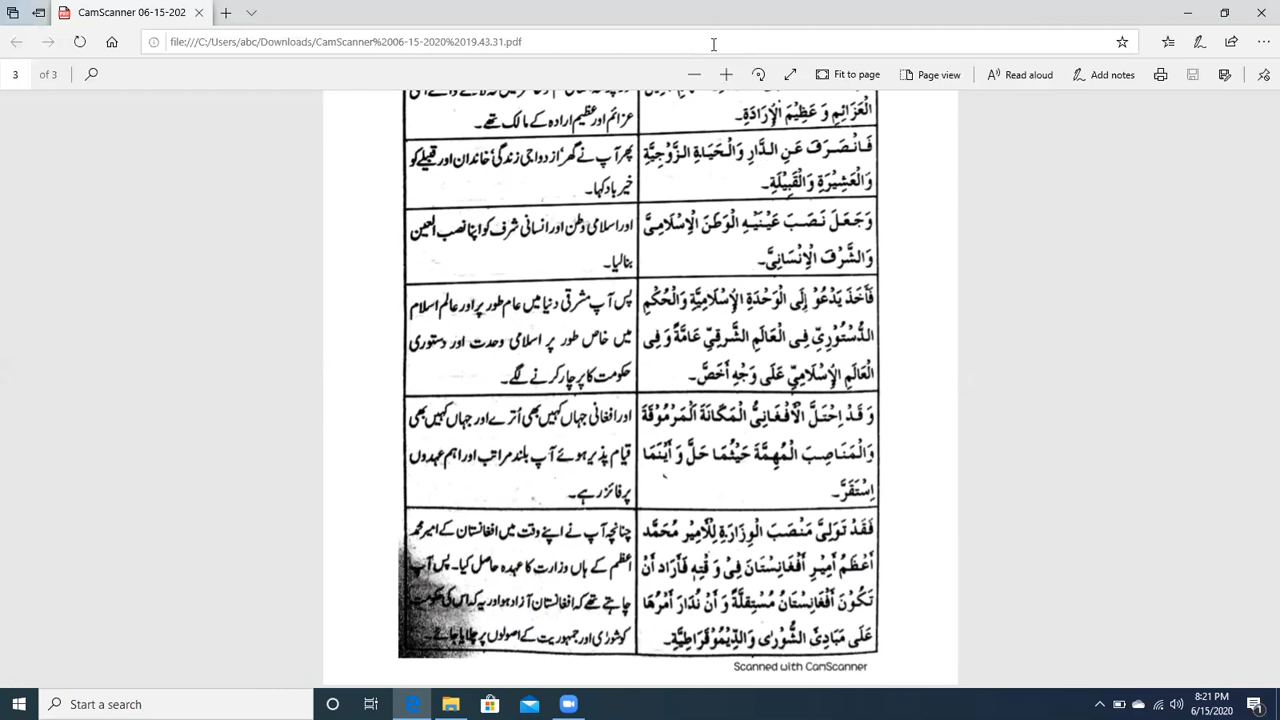 CamScanner 06-15-202
file:///C:/Users/abc/Downloads/CamScanner%2006-15-2020%2019.43.31.pdf
3 of 3
Fit to page
Page view
Read aloud
Add notes
الْعَزَائِمِ وَ عَظِيْمَ الْإِرَادَةِ۔
عزائم اور عظیم ارادہ کے مالک تھے۔
فَانْصَرَفَ عَنِ الدَّارِ وَالْحَيَاةِ الزَّوْجِيَّةِ
وَالْعَشِيْرَةِ وَالْقَبِيْلَةِ۔
پھر آپ نے گھر ازدواجی زندگی خاندان اور قبیلے کو
خیر باد کہا۔
وَجَعَلَ نَصَبَ عَيْنَيْهِ الْوَطَنَ الْإِسْلَامِيَّ
وَالشَّرْفَ الْإِنْسَانِيَّ۔
اور اسلامی وطن اور انسانی شرف کو اپنا نصب العین
بنالیا۔
فَأَخَذَ يَدْعُوْ إِلَى الْوَحْدَةِ الْإِسْلَامِيَّةِ وَالْحُكْمِ
الدُّسْتُوْرِيِّ فِى الْعَالَمِ الشَّرْقِيِّ عَامَّةً وَ فِى
الْعَالَمِ الْإِسْلَامِيِّ عَلَى وَجْهِ أَخَصَّ۔
پس آپ مشرقی دنیا میں عام طور پر اور عالم اسلام
میں خاص طور پر اسلامی وحدت اور دستوری
حکومت کا پرچار کرنے لگے۔
وَ قَدْ اِحْتَلَّ الْأَفْغَانِىُّ الْمَكَانَةَ الْمَرْمُوْقَةَ
وَالْمَنَاصِبَ الْمُهِمَّةَ حَيْثُمَا حَلَّ وَ أَيْنَمَا
اِسْتَقَرَّ۔
اور افغانی جہاں کہیں بھی اُترے اور جہاں کہیں بھی
قیام پذیر ہوئے آپ بلند مراتب اور اہم عہدوں
پر فائز رہے۔
فَقَدْ تَوَلِىَّ مَنْصَبَ الْوِزَارَةِ لِلْأَمِيْرِ مُحَمَّد
أَعْظَمُ أَمِيْرِ أَفْغَانِسْتَانَ فِىْ وَقْتِهٖ فَأَرَادَ أَنْ
تَكُوْنَ أَفْغَانِسْتَانُ مُسْتَقِلَّةً وَ أَنْ تُدَارَ أَمْرُهَا
عَلَى مَبَادِئِ الشُّوْرٰى وَالدِّيْمُوْقَرَاطِيَّةِ۔
چنانچہ آپ نے اپنے وقت میں افغانستان کے امیر محمد
اعظم کے ہاں وزارت کا عہدہ حاصل کیا۔ پس آپ
چاہتے تھے کہ افغانستان آزاد ہو اور یہ کہ اس کی حکومت
کو شورٰی اور جمہوریت کے اصولوں پر چلایا جائے۔
Scanned with CamScanner
Type here to search
8:21 PM
6/15/2020